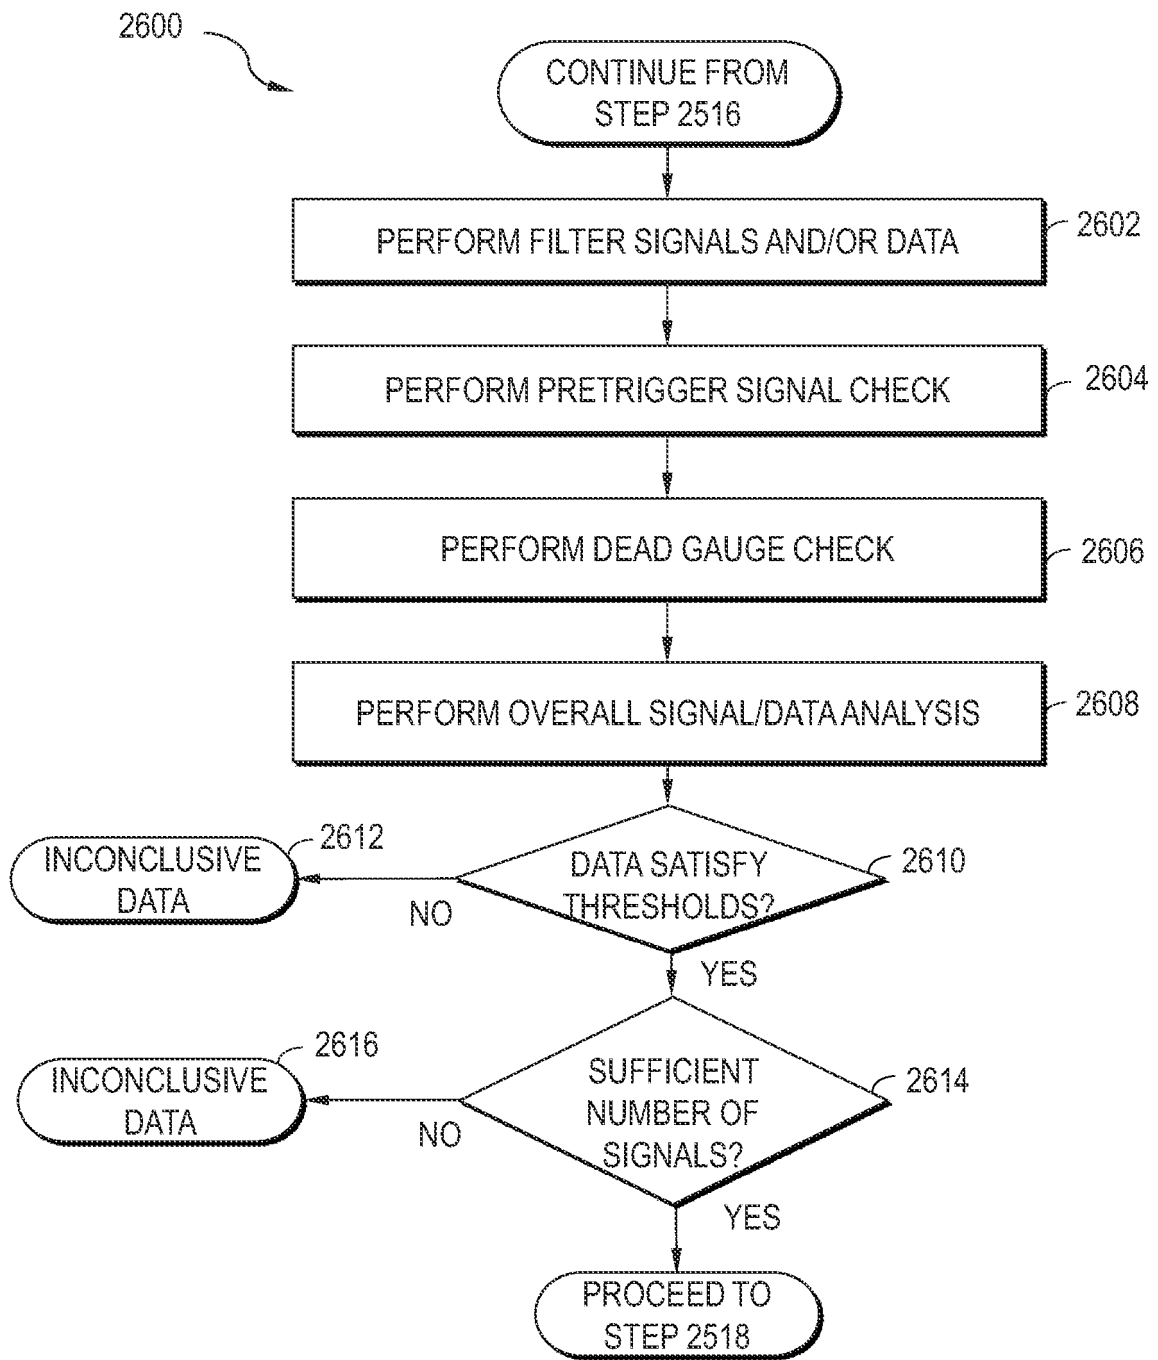 2600
CONTINUE FROM
STEP 2516
PERFORM FILTER SIGNALS AND/OR DATA
2602
PERFORM PRETRIGGER SIGNAL CHECK
2604
PERFORM DEAD GAUGE CHECK
2606
PERFORM OVERALL SIGNAL/DATA ANALYSIS
2608
DATA SATISFY
THRESHOLDS?
2610
NO
INCONCLUSIVE
DATA
2612
YES
SUFFICIENT
NUMBER OF
SIGNALS?
2614
NO
INCONCLUSIVE
DATA
2616
YES
PROCEED TO
STEP 2518